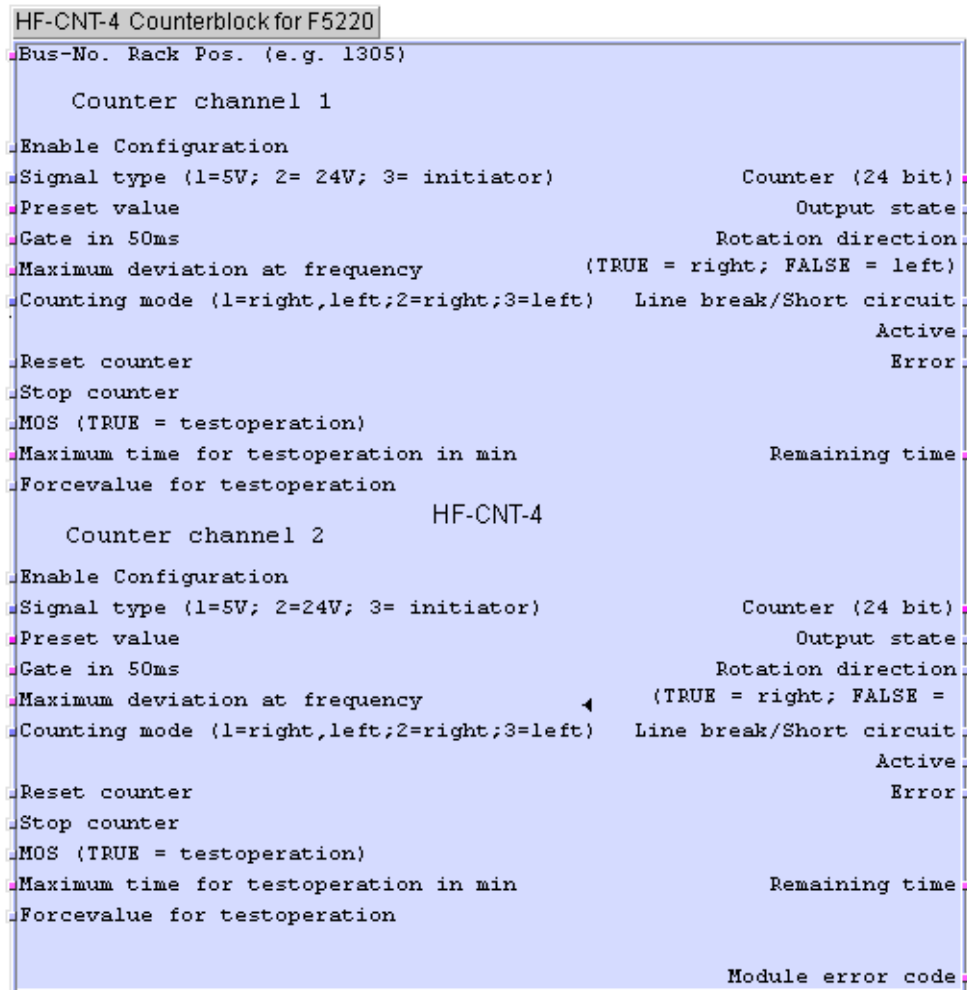 HF-CNT-4 Counterblock for F5220
Bus-No. Rack Pos. (e.g. 1305)
Counter channel 1
Enable Configuration
Signal type (1=5V; 2= 24V; 3= initiator) Counter (24 bit)
Preset value Output state
Gate in 50ms Rotation direction
Maximum deviation at frequency (TRUE = right; FALSE = left)
Counting mode (1=right,left;2=right;3=left) Line break/Short circuit
Active
Reset counter Error
Stop counter
MOS (TRUE = testoperation)
Maximum time for testoperation in min Remaining time
Forcevalue for testoperation
HF-CNT-4
Counter channel 2
Enable Configuration
Signal type (1=5V; 2=24V; 3= initiator) Counter (24 bit)
Preset value Output state
Gate in 50ms Rotation direction
Maximum deviation at frequency (TRUE = right; FALSE =
Counting mode (1=right,left;2=right;3=left) Line break/Short circuit
Active
Reset counter Error
Stop counter
MOS (TRUE = testoperation)
Maximum time for testoperation in min Remaining time
Forcevalue for testoperation
Module error code